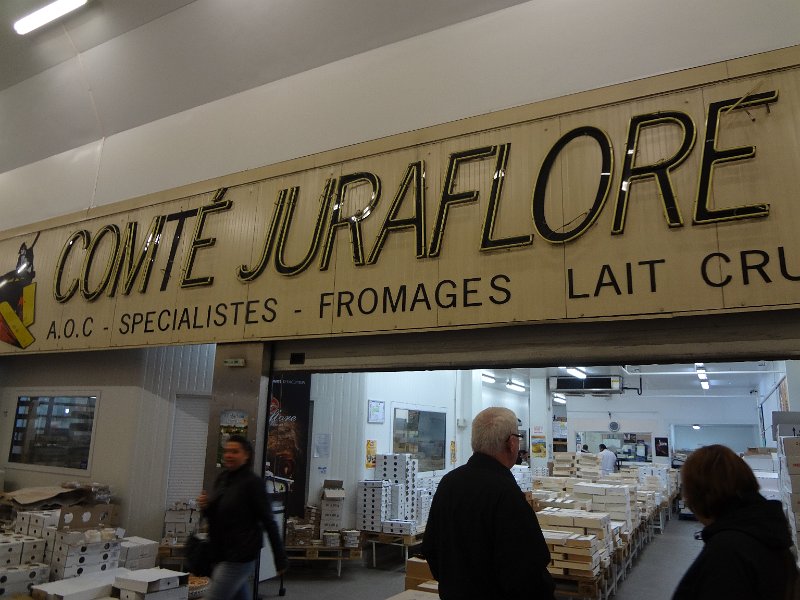 COMTÉ JURAFLORE
A.O.C - SPECIALISTES - FROMAGES LAIT CRU